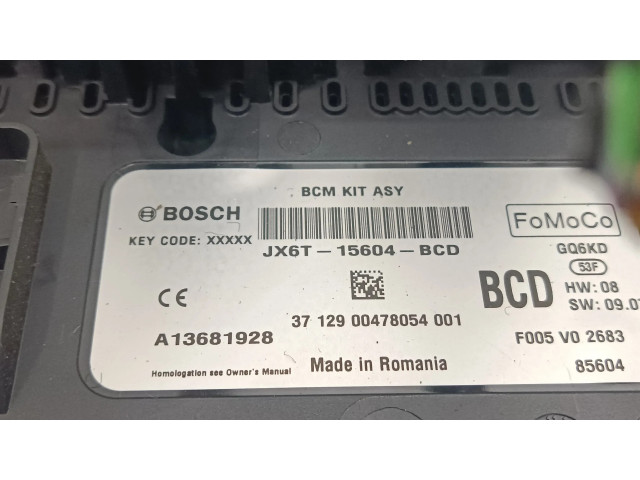 BCM KIT ASY
BOSCH
KEY CODE: XXXXX
JX6T-15604-BCD
FoMoCo
GQ6KD
53F
BCD
HW: 08
SW: 09.0
37 129 00478054 001
CE
A13681928
F005 V0 2683
Made in Romania
85604
Homologation see Owner's Manual